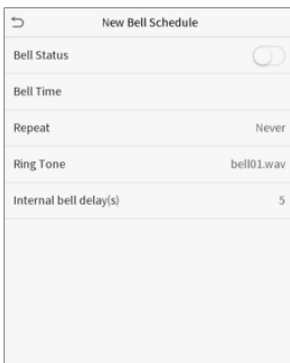 New Bell Schedule
Bell Status
Bell Time
Repeat Never
Ring Tone bell01.wav
Internal bell delay(s) 5